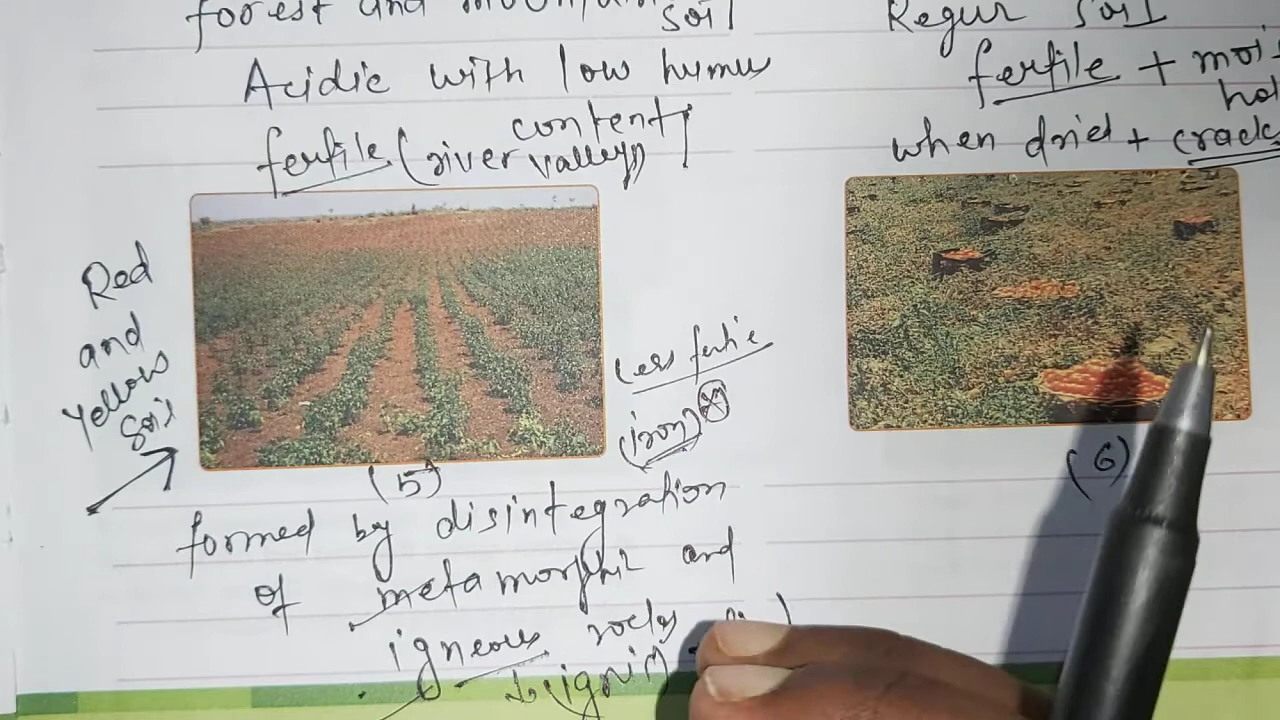 forest and mountain
soil
Acidic with low humus
content
fertile (river valleys)
Regur soil
fertile + moi
hol
when dried + crack
Red
and
Yellow
Soil
Less fertile
(iron)
(5)
(6)
formed by disintegration
of metamorphic and
igneous rocks